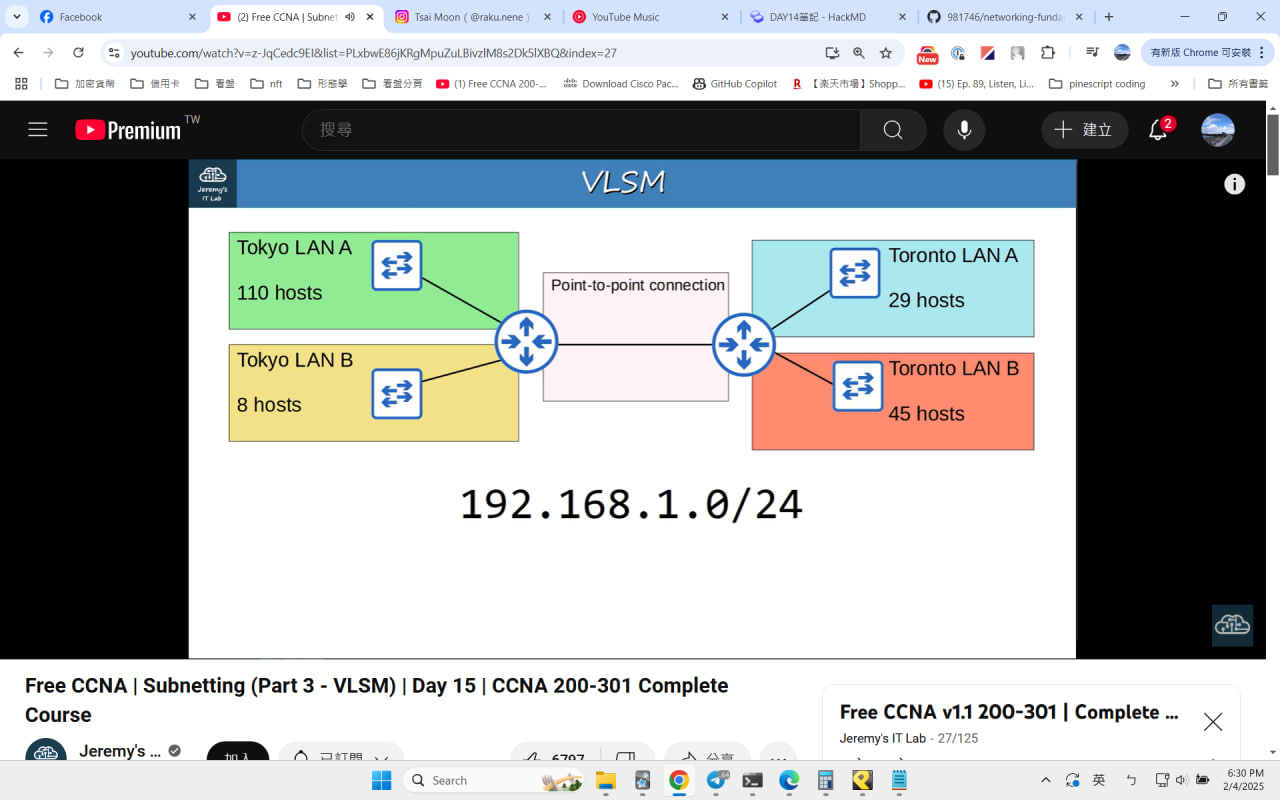 Facebook
(2) Free CCNA | Subnet
Tsai Moon ( @raku.nene )
YouTube Music
DAY14筆記 - HackMD
981746/networking-funda
youtube.com/watch?v=z-JqCedc9EI&list=PLxbwE86jKRgMpuZuLBivzlM8s2Dk5lXBQ&index=27
New
有新版 Chrome 可安裝
加密貨幣
信用卡
看盤
nft
形態學
看盤分頁
(1) Free CCNA 200-...
Download Cisco Pac...
GitHub Copilot
【楽天市場】Shopp...
(15) Ep. 89, Listen, Li...
pinescript coding
所有書籤
Premium TW
搜尋
建立
2
Jeremy's
IT Lab
VLSM
Tokyo LAN A
110 hosts
Tokyo LAN B
8 hosts
Point-to-point connection
Toronto LAN A
29 hosts
Toronto LAN B
45 hosts
192.168.1.0/24
Free CCNA | Subnetting (Part 3 - VLSM) | Day 15 | CCNA 200-301 Complete
Course
Jeremy's ...
加入
已訂閱
6797
分享
Free CCNA v1.1 200-301 | Complete ...
Jeremy's IT Lab - 27/125
Search
64
英
ㄅ
6:30 PM
2/4/2025